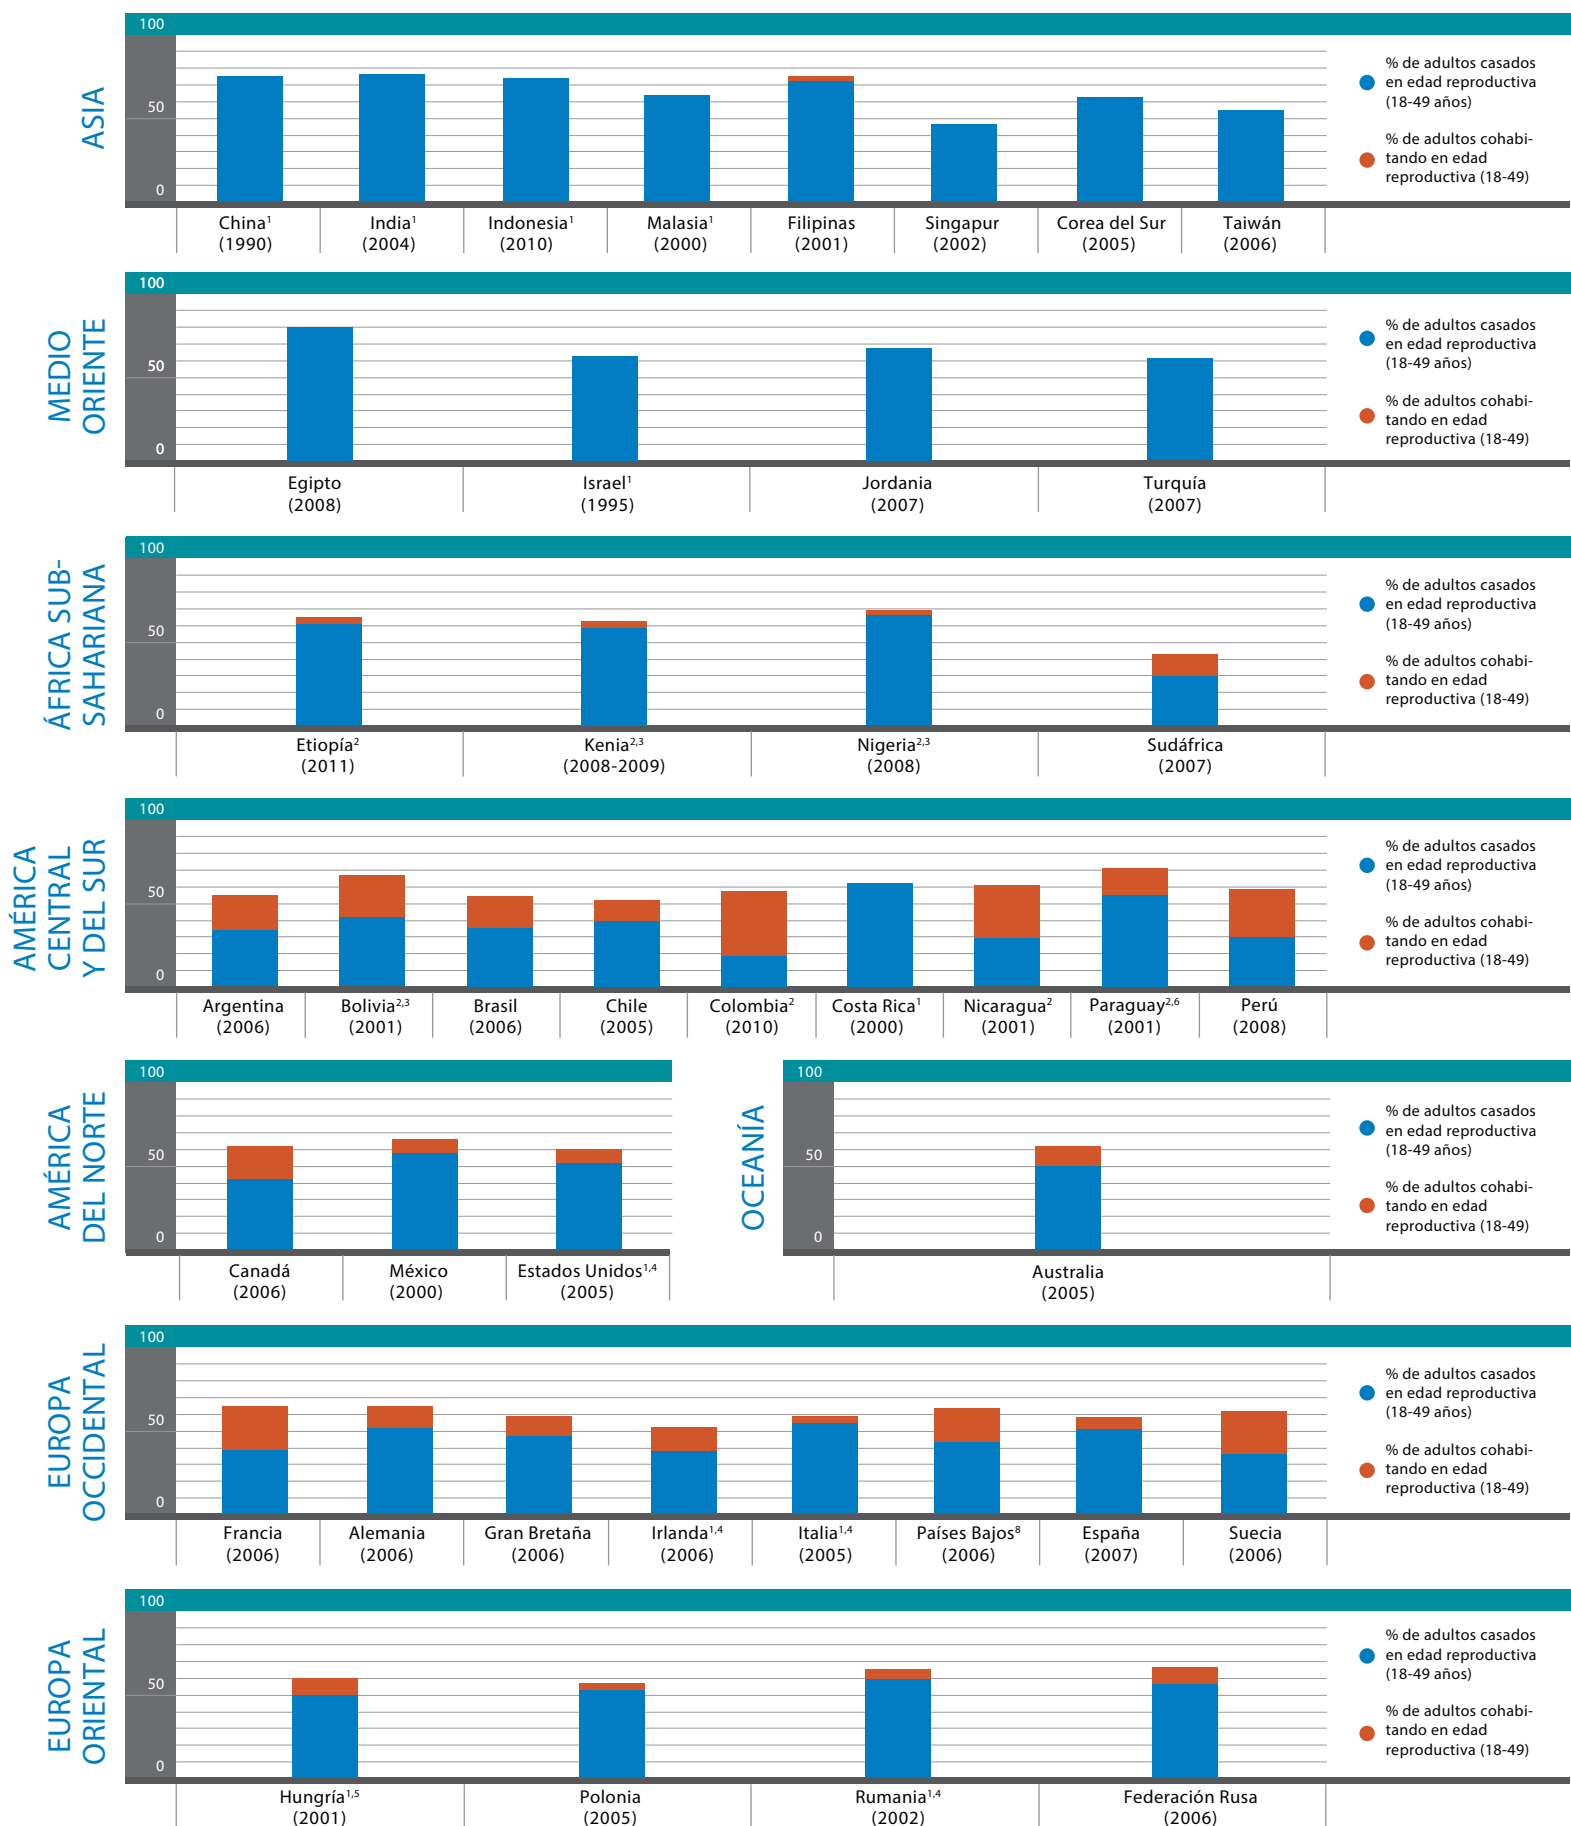 ASIA
100
50
0
China¹
(1990)
India¹
(2004)
Indonesia¹
(2010)
Malasia¹
(2000)
Filipinas
(2001)
Singapur
(2002)
Corea del Sur
(2005)
Taiwán
(2006)
% de adultos casados
en edad reproductiva
(18-49 años)
% de adultos cohabi-
tando en edad
reproductiva (18-49)
MEDIO
ORIENTE
100
50
0
Egipto
(2008)
Israel¹
(1995)
Jordania
(2007)
Turquía
(2007)
% de adultos casados
en edad reproductiva
(18-49 años)
% de adultos cohabi-
tando en edad
reproductiva (18-49)
ÁFRICA SUB-
SAHARIANA
100
50
0
Etiopía²
(2011)
Kenia²,³
(2008-2009)
Nigeria²,³
(2008)
Sudáfrica
(2007)
% de adultos casados
en edad reproductiva
(18-49 años)
% de adultos cohabi-
tando en edad
reproductiva (18-49)
AMÉRICA
CENTRAL
Y DEL SUR
100
50
0
Argentina
(2006)
Bolivia²,³
(2001)
Brasil
(2006)
Chile
(2005)
Colombia²
(2010)
Costa Rica¹
(2000)
Nicaragua²
(2001)
Paraguay²,⁶
(2001)
Perú
(2008)
% de adultos casados
en edad reproductiva
(18-49 años)
% de adultos cohabi-
tando en edad
reproductiva (18-49)
AMÉRICA
DEL NORTE
100
50
0
Canadá
(2006)
México
(2000)
Estados Unidos¹,⁴
(2005)
OCEANÍA
100
50
0
Australia
(2005)
% de adultos casados
en edad reproductiva
(18-49 años)
% de adultos cohabi-
tando en edad
reproductiva (18-49)
EUROPA
OCCIDENTAL
100
50
0
Francia
(2006)
Alemania
(2006)
Gran Bretaña
(2006)
Irlanda¹,⁴
(2006)
Italia¹,⁴
(2005)
Países Bajos⁸
(2006)
España
(2007)
Suecia
(2006)
% de adultos casados
en edad reproductiva
(18-49 años)
% de adultos cohabi-
tando en edad
reproductiva (18-49)
EUROPA
ORIENTAL
100
50
0
Hungría¹,⁵
(2001)
Polonia
(2005)
Rumania¹,⁴
(2002)
Federación Rusa
(2006)
% de adultos casados
en edad reproductiva
(18-49 años)
% de adultos cohabi-
tando en edad
reproductiva (18-49)